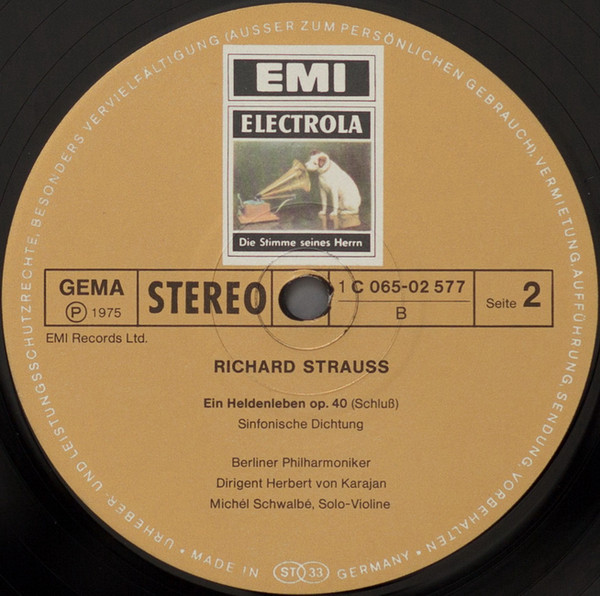 URHEBER- UND LEISTUNGSSCHUTZRECHTE, BESONDERS VERVIELFÄLTIGUNG (AUSSER ZUM PERSÖNLICHEN GEBRAUCH), VERMIETUNG, AUFFÜHRUNG, SENDUNG, VORBEHALTEN
EMI
ELECTROLA
Die Stimme seines Herrn
GEMA
P 1975
STEREO
1 C 065-02 577
B
Seite 2
EMI Records Ltd.
RICHARD STRAUSS
Ein Heldenleben op. 40 (Schluß)
Sinfonische Dichtung
Berliner Philharmoniker
Dirigent Herbert von Karajan
Michél Schwalbé, Solo-Violine
• MADE IN ST 33 GERMANY •